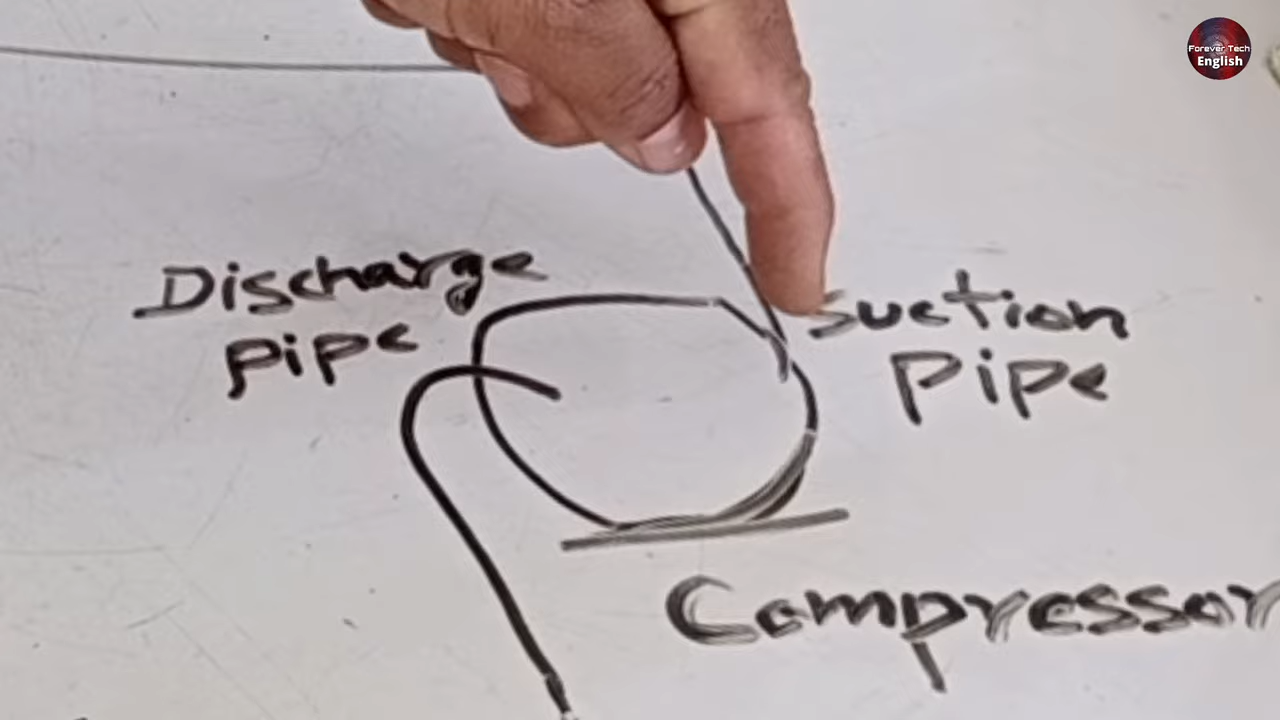 Forever Tech
English
Discharge
pipe
Suction
pipe
Compressor